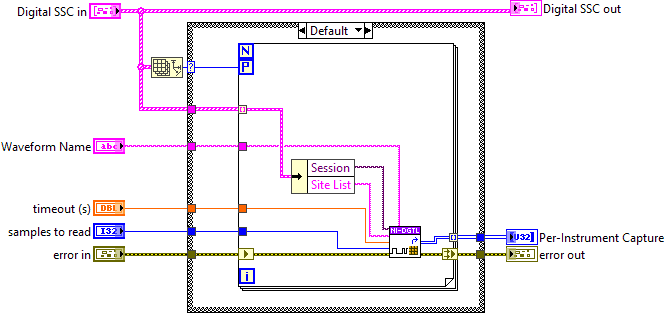 Digital SSC in
Digital SSC out
Default
N
P
?
abc
Waveform Name
Session
Site List
timeout (s)
DBL
NI-DGTL
samples to read
I32
U32
Per-Instrument Capture
error in
error out
i